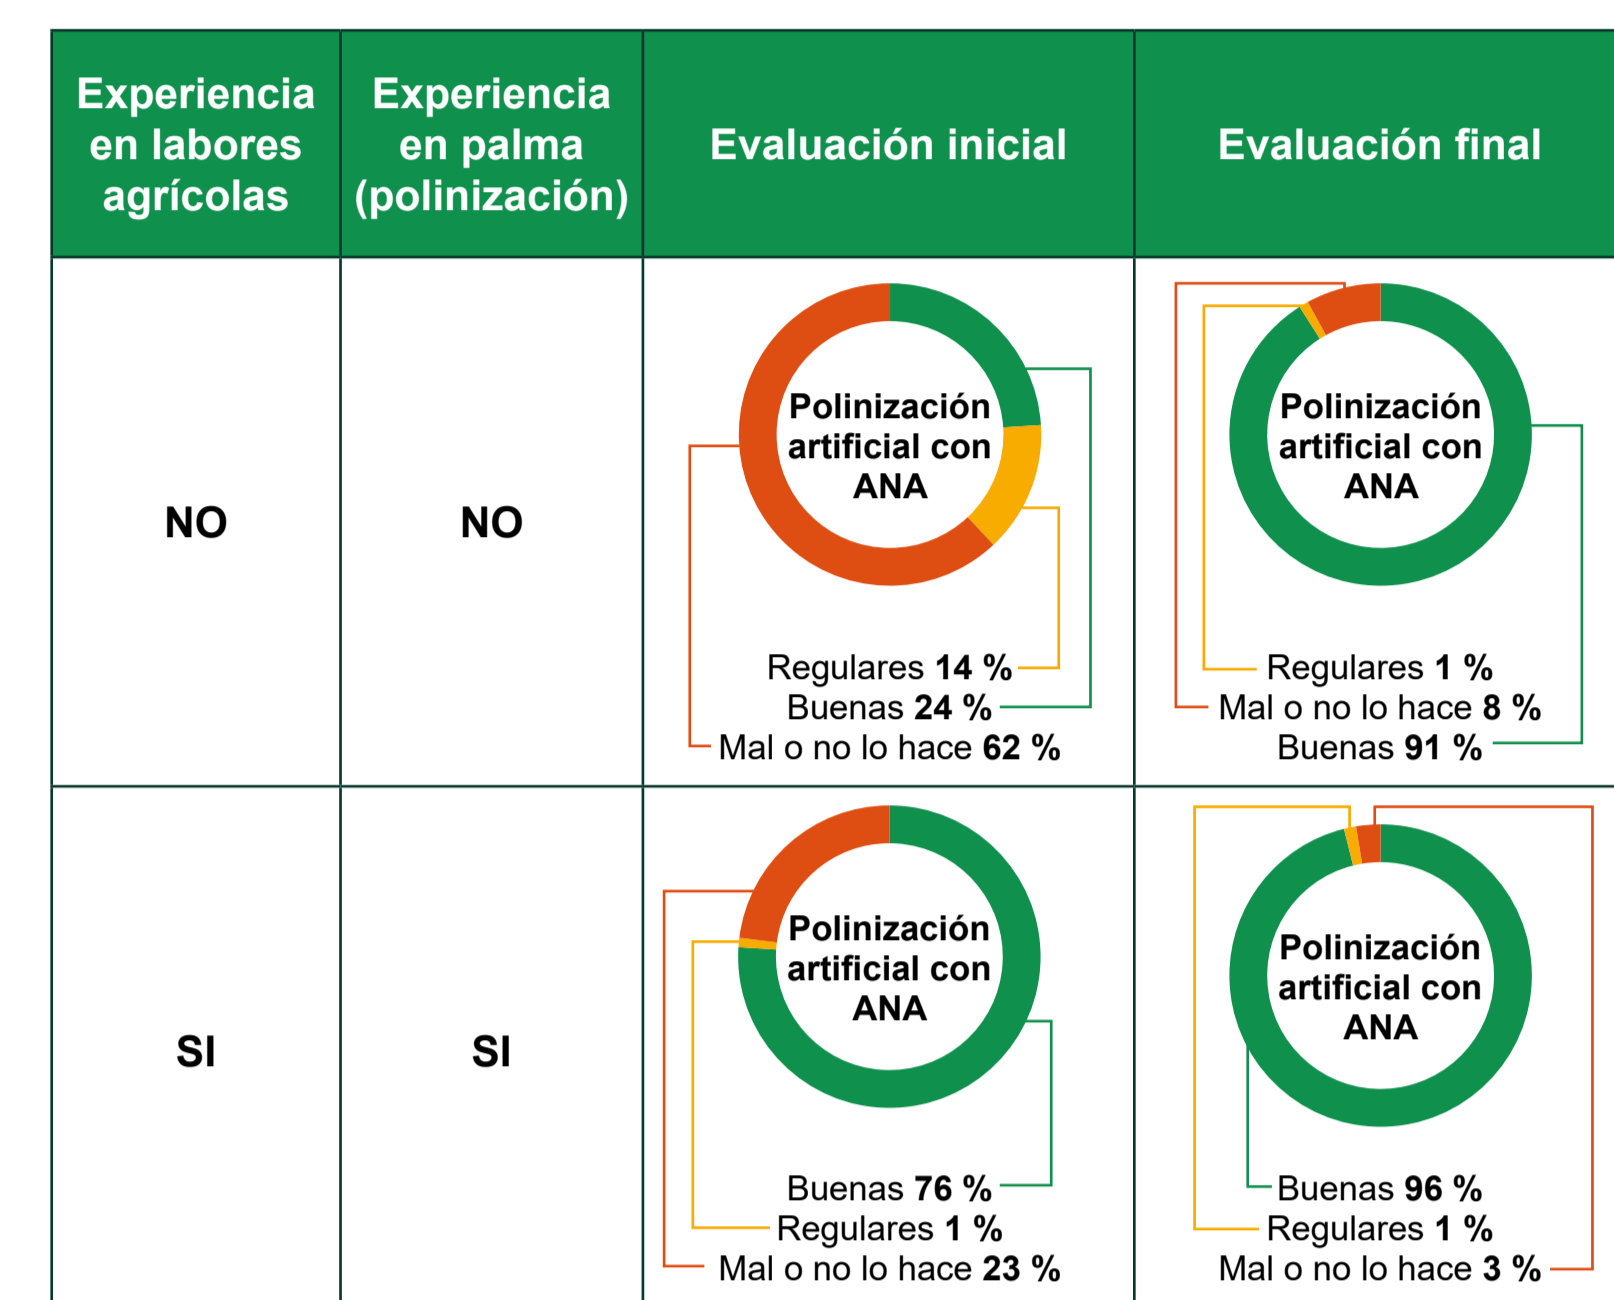 Experiencia
en labores
agrícolas
Experiencia
en palma
(polinización)
Evaluación inicial
Evaluación final
NO
NO
Polinización
artificial con
ANA
Regulares 14 %
Buenas 24 %
Mal o no lo hace 62 %
Polinización
artificial con
ANA
Regulares 1 %
Mal o no lo hace 8 %
Buenas 91 %
SI
SI
Polinización
artificial con
ANA
Buenas 76 %
Regulares 1 %
Mal o no lo hace 23 %
Polinización
artificial con
ANA
Buenas 96 %
Regulares 1 %
Mal o no lo hace 3 %